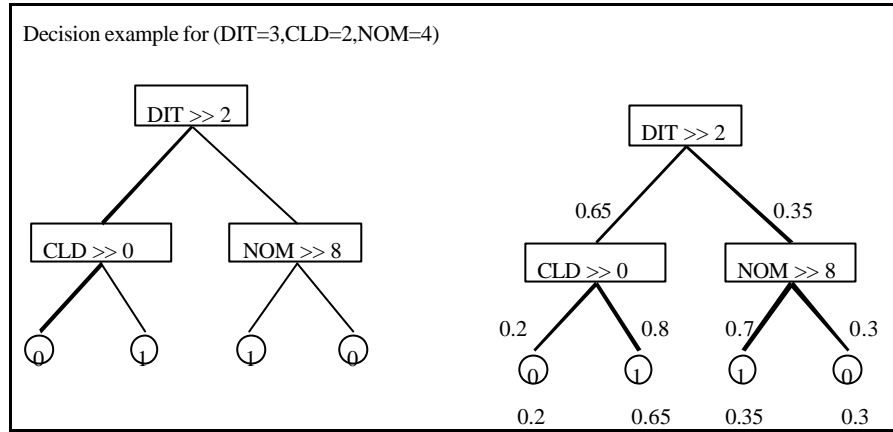 Decision example for (DIT=3,CLD=2,NOM=4)
DIT >> 2
CLD >> 0
NOM >> 8
0
1
1
0
DIT >> 2
0.65
0.35
CLD >> 0
NOM >> 8
0.2
0.8
0.7
0.3
0
1
1
0
0.2
0.65
0.35
0.3